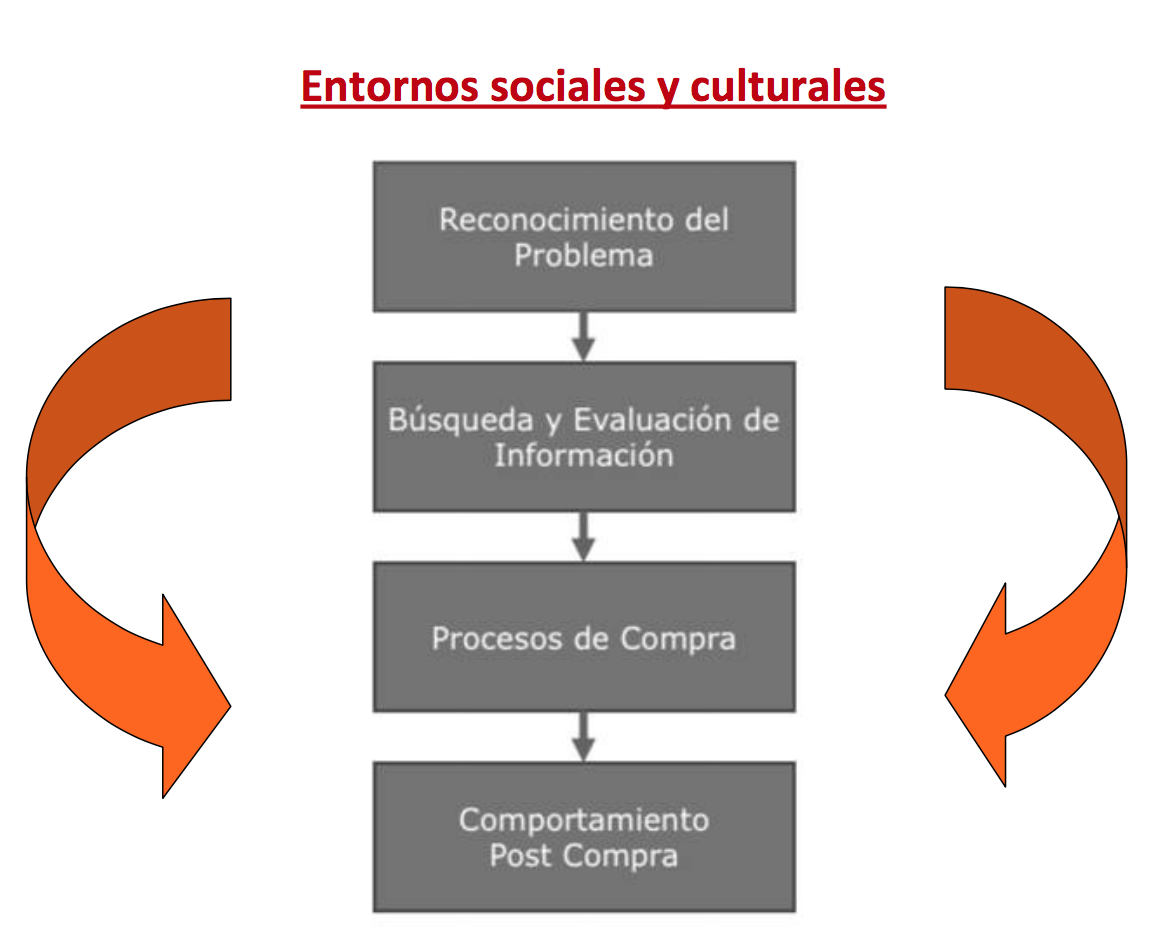 Entornos sociales y culturales
Reconocimiento del
Problema
Búsqueda y Evaluación de
Información
Procesos de Compra
Comportamiento
Post Compra